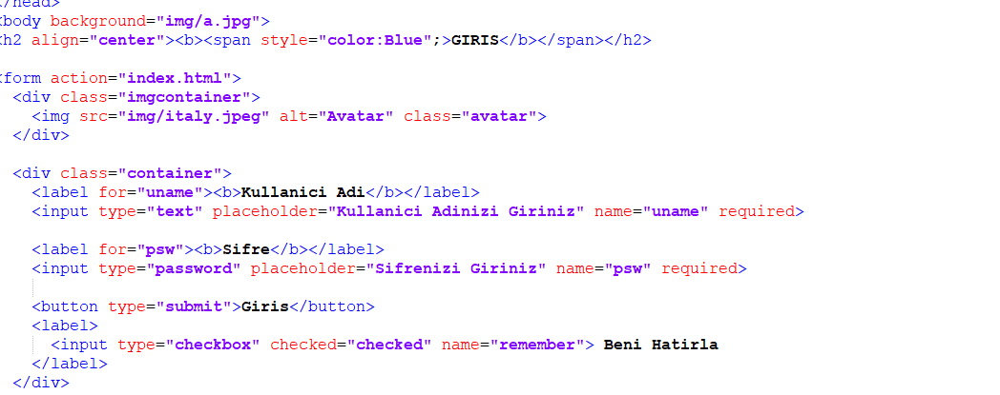 </head>
<body background="img/a.jpg">
<h2 align="center"><b><span style="color:Blue";>GIRIS</b></span></h2>
<form action="index.html">
<div class="imgcontainer">
<img src="img/italy.jpeg" alt="Avatar" class="avatar">
</div>
<div class="container">
<label for="uname"><b>Kullanici Adi</b></label>
<input type="text" placeholder="Kullanici Adinizi Giriniz" name="uname" required>
<label for="psw"><b>Sifre</b></label>
<input type="password" placeholder="Sifrenizi Giriniz" name="psw" required>
<button type="submit">Giris</button>
<label>
<input type="checkbox" checked="checked" name="remember"> Beni Hatirla
</label>
</div>